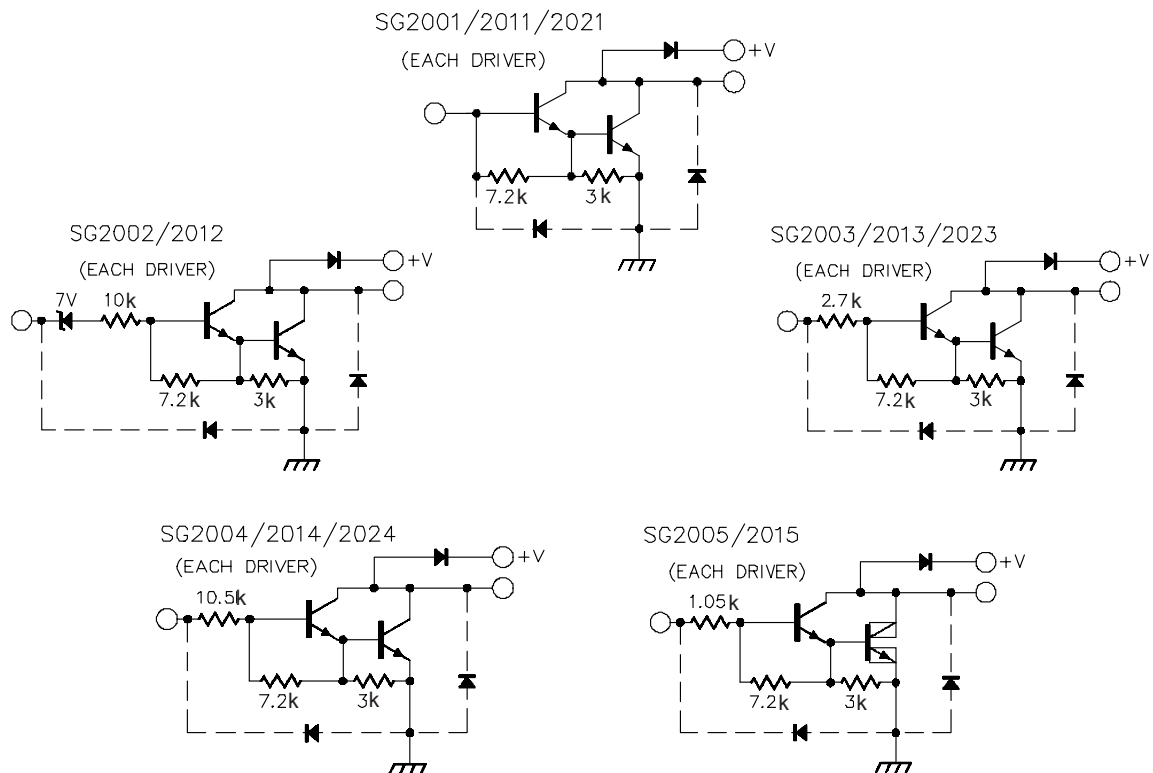 SG2001/2011/2021
(EACH DRIVER)
+V
7.2k
3k
SG2002/2012
(EACH DRIVER)
+V
7V
10k
7.2k
3k
SG2003/2013/2023
(EACH DRIVER)
+V
2.7k
7.2k
3k
SG2004/2014/2024
(EACH DRIVER)
+V
10.5k
7.2k
3k
SG2005/2015
(EACH DRIVER)
+V
1.05k
7.2k
3k